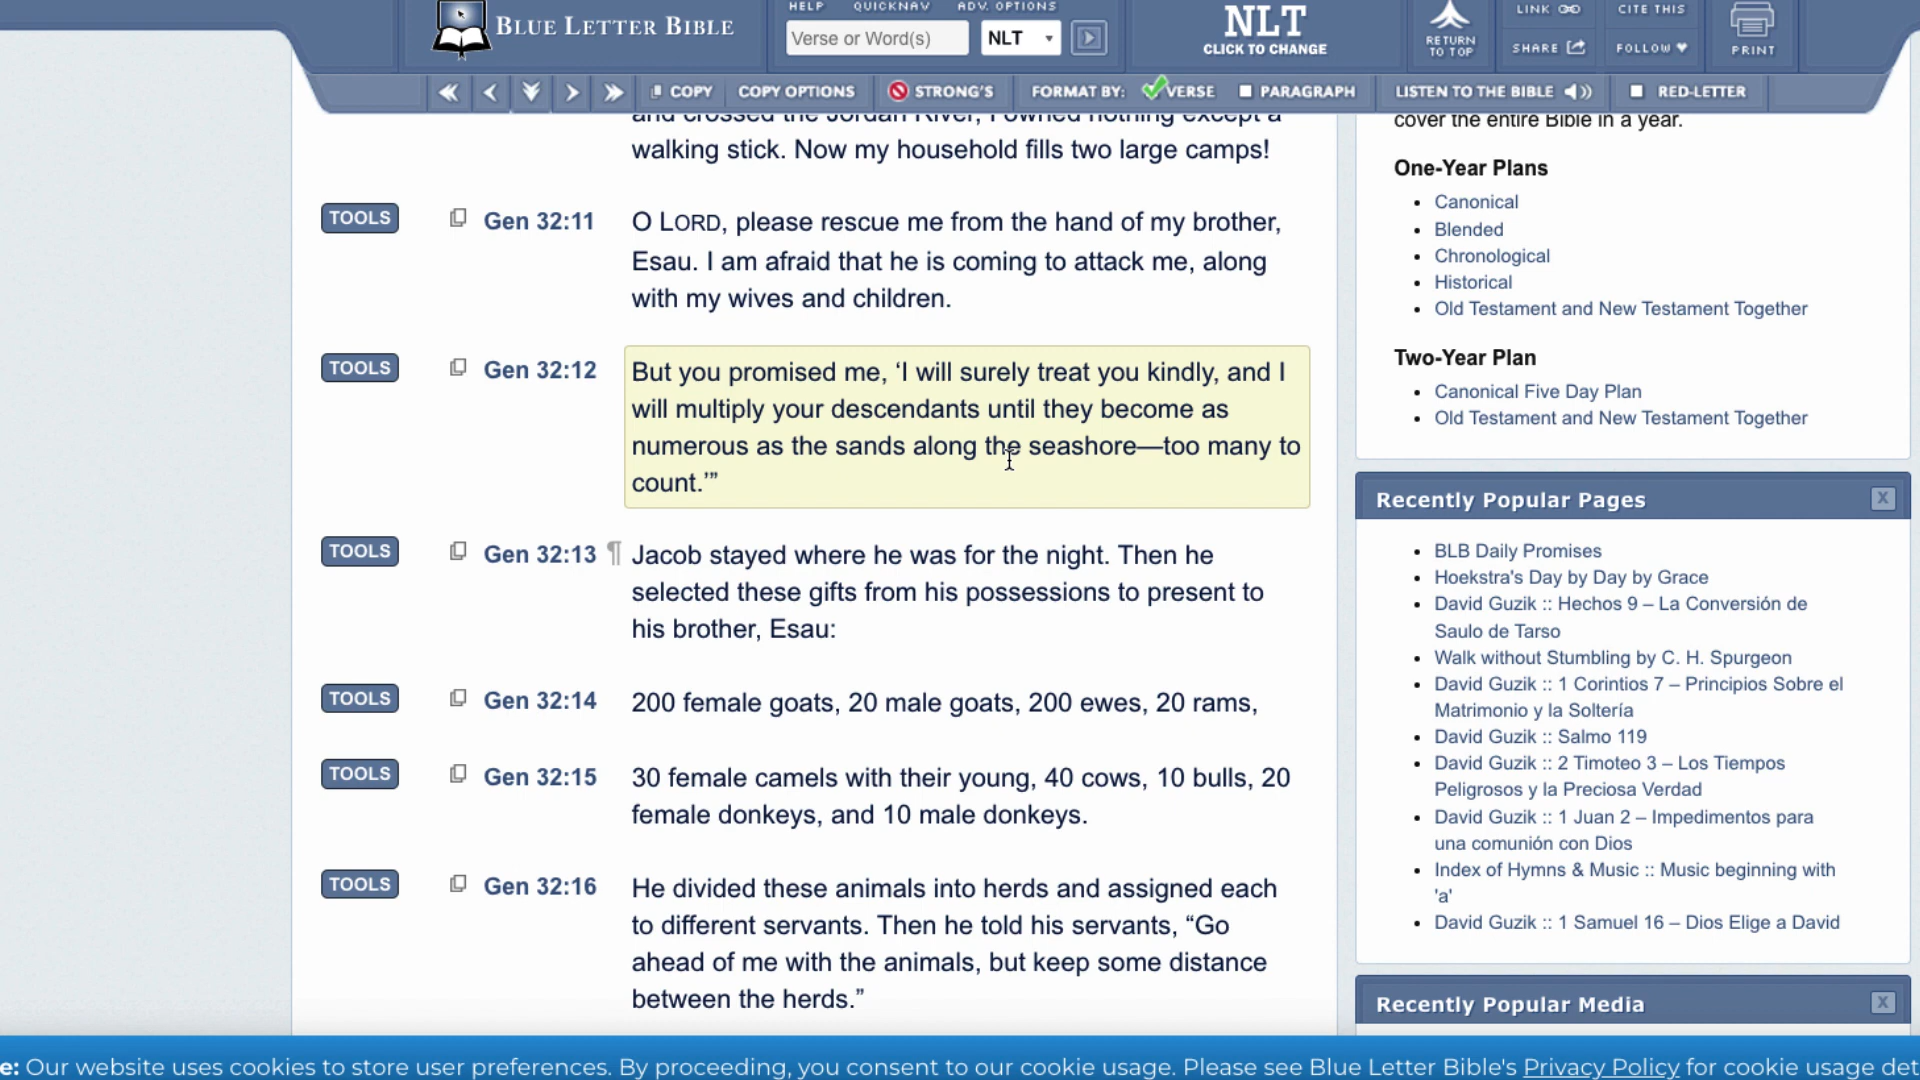 BLUE LETTER BIBLE
HELP QUICKNAV ADV. OPTIONS
Verse or Word(s) NLT
NLT
CLICK TO CHANGE
RETURN
TO TOP
LINK CITE THIS
SHARE FOLLOW
PRINT
COPY COPY OPTIONS STRONG'S FORMAT BY: VERSE PARAGRAPH LISTEN TO THE BIBLE RED-LETTER
and crossed the Jordan River, I owned nothing except a
walking stick. Now my household fills two large camps!
TOOLS Gen 32:11 O LORD, please rescue me from the hand of my brother,
Esau. I am afraid that he is coming to attack me, along
with my wives and children.
TOOLS Gen 32:12 But you promised me, ‘I will surely treat you kindly, and I
will multiply your descendants until they become as
numerous as the sands along the seashore—too many to
count.’”
TOOLS Gen 32:13 ¶ Jacob stayed where he was for the night. Then he
selected these gifts from his possessions to present to
his brother, Esau:
TOOLS Gen 32:14 200 female goats, 20 male goats, 200 ewes, 20 rams,
TOOLS Gen 32:15 30 female camels with their young, 40 cows, 10 bulls, 20
female donkeys, and 10 male donkeys.
TOOLS Gen 32:16 He divided these animals into herds and assigned each
to different servants. Then he told his servants, “Go
ahead of me with the animals, but keep some distance
between the herds.”
cover the entire Bible in a year.
One-Year Plans
• Canonical
• Blended
• Chronological
• Historical
• Old Testament and New Testament Together
Two-Year Plan
• Canonical Five Day Plan
• Old Testament and New Testament Together
Recently Popular Pages X
• BLB Daily Promises
• Hoekstra's Day by Day by Grace
• David Guzik :: Hechos 9 – La Conversión de
Saulo de Tarso
• Walk without Stumbling by C. H. Spurgeon
• David Guzik :: 1 Corintios 7 – Principios Sobre el
Matrimonio y la Soltería
• David Guzik :: Salmo 119
• David Guzik :: 2 Timoteo 3 – Los Tiempos
Peligrosos y la Preciosa Verdad
• David Guzik :: 1 Juan 2 – Impedimentos para
una comunión con Dios
• Index of Hymns & Music :: Music beginning with
'a'
• David Guzik :: 1 Samuel 16 – Dios Elige a David
Recently Popular Media X
e: Our website uses cookies to store user preferences. By proceeding, you consent to our cookie usage. Please see Blue Letter Bible's Privacy Policy for cookie usage det